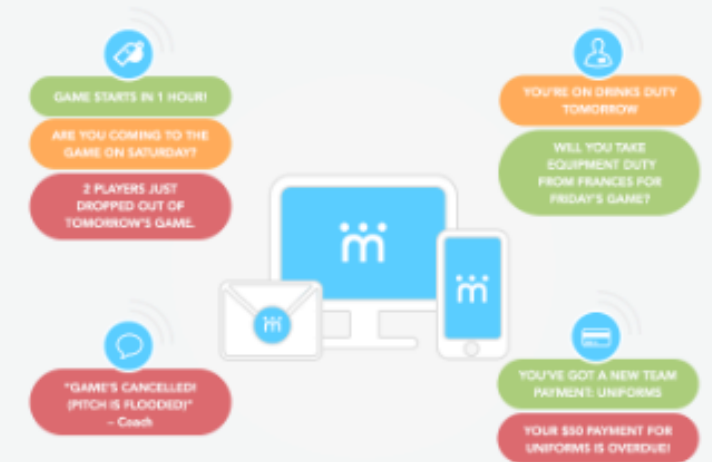 GAME STARTS IN 1 HOUR!
ARE YOU COMING TO THE
GAME ON SATURDAY?
2 PLAYERS JUST
DROPPED OUT OF
TOMORROW'S GAME.
YOU'RE ON DRINKS DUTY
TOMORROW
WILL YOU TAKE
EQUIPMENT DUTY
FROM FRANCES FOR
FRIDAY'S GAME?
"GAME'S CANCELLED!
(PITCH IS FLOODED)"
– Coach
YOU'VE GOT A NEW TEAM
PAYMENT: UNIFORMS
YOUR $50 PAYMENT FOR
UNIFORMS IS OVERDUE!